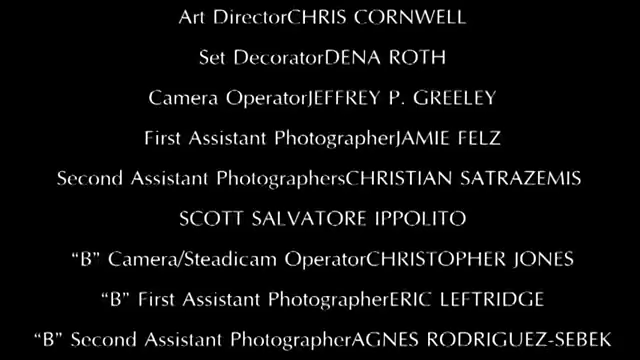 Art DirectorCHRIS CORNWELL
Set DecoratorDENA ROTH
Camera OperatorJEFFREY P. GREELEY
First Assistant PhotographerJAMIE FELZ
Second Assistant PhotographersCHRISTIAN SATRAZEMIS
SCOTT SALVATORE IPPOLITO
“B” Camera/Steadicam OperatorCHRISTOPHER JONES
“B” First Assistant PhotographerERIC LEFTRIDGE
“B” Second Assistant PhotographerAGNES RODRIGUEZ-SEBEK